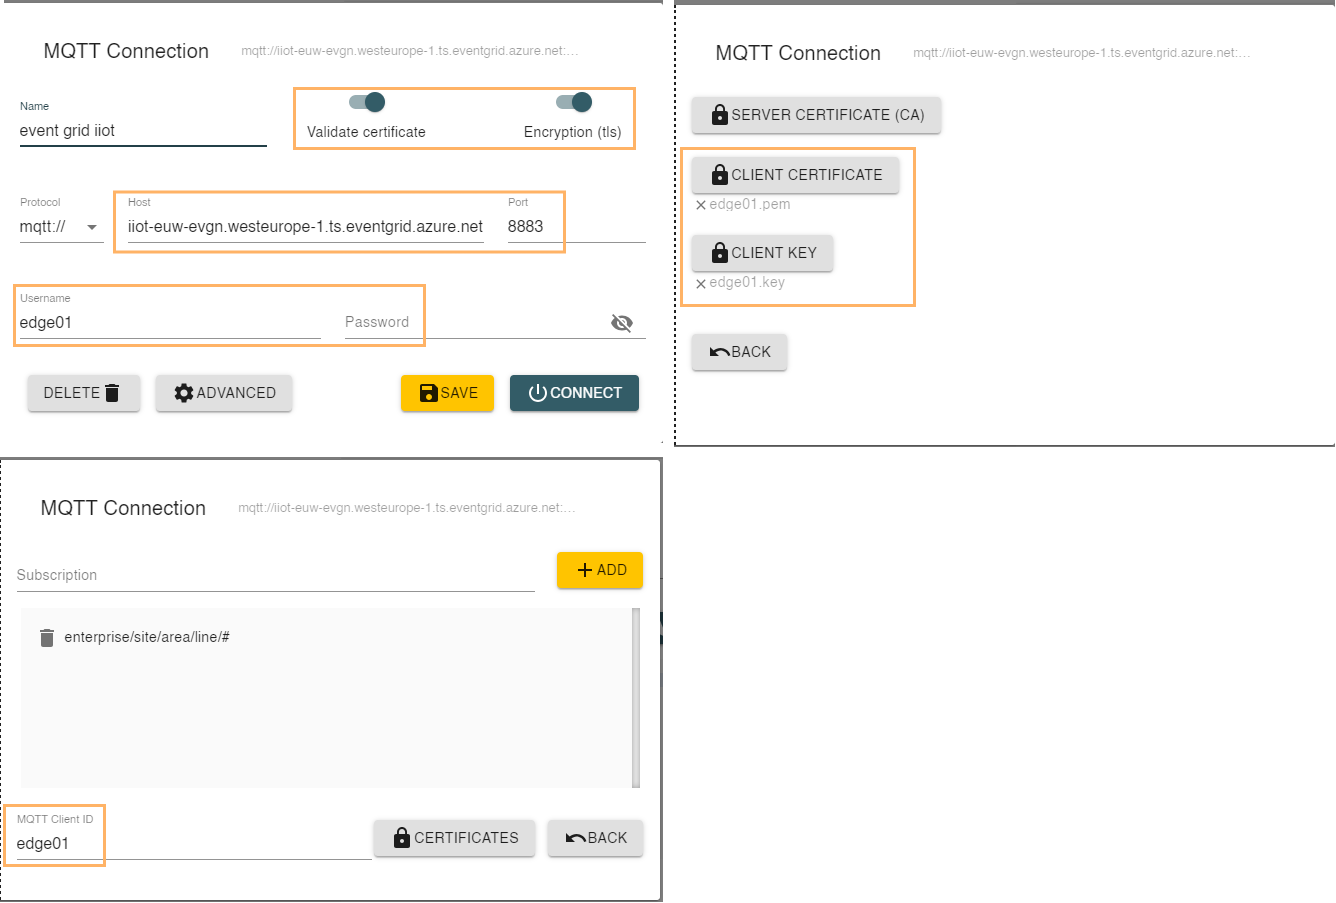 MQTT Connection mqtt://iiot-euw-evgn.westeurope-1.ts.eventgrid.azure.net:...
Name
event grid iiot
Validate certificate Encryption (tls)
Protocol Host Port
mqtt:// iiot-euw-evgn.westeurope-1.ts.eventgrid.azure.net 8883
Username
edge01 Password
DELETE ADVANCED SAVE CONNECT
MQTT Connection mqtt://iiot-euw-evgn.westeurope-1.ts.eventgrid.azure.net:...
SERVER CERTIFICATE (CA)
CLIENT CERTIFICATE
edge01.pem
CLIENT KEY
edge01.key
BACK
MQTT Connection mqtt://iiot-euw-evgn.westeurope-1.ts.eventgrid.azure.net:...
Subscription ADD
enterprise/site/area/line/#
MQTT Client ID
edge01 CERTIFICATES BACK